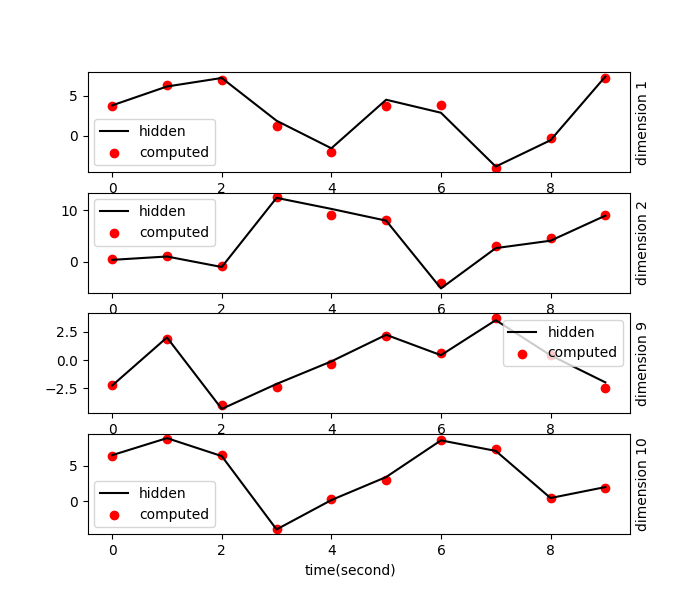 5
0
hidden
computed
0
2
4
6
8
dimension 1
10
0
hidden
computed
0
2
4
6
8
dimension 2
2.5
0.0
−2.5
hidden
computed
0
2
4
6
8
dimension 9
5
0
hidden
computed
0
2
4
6
8
dimension 10
time(second)